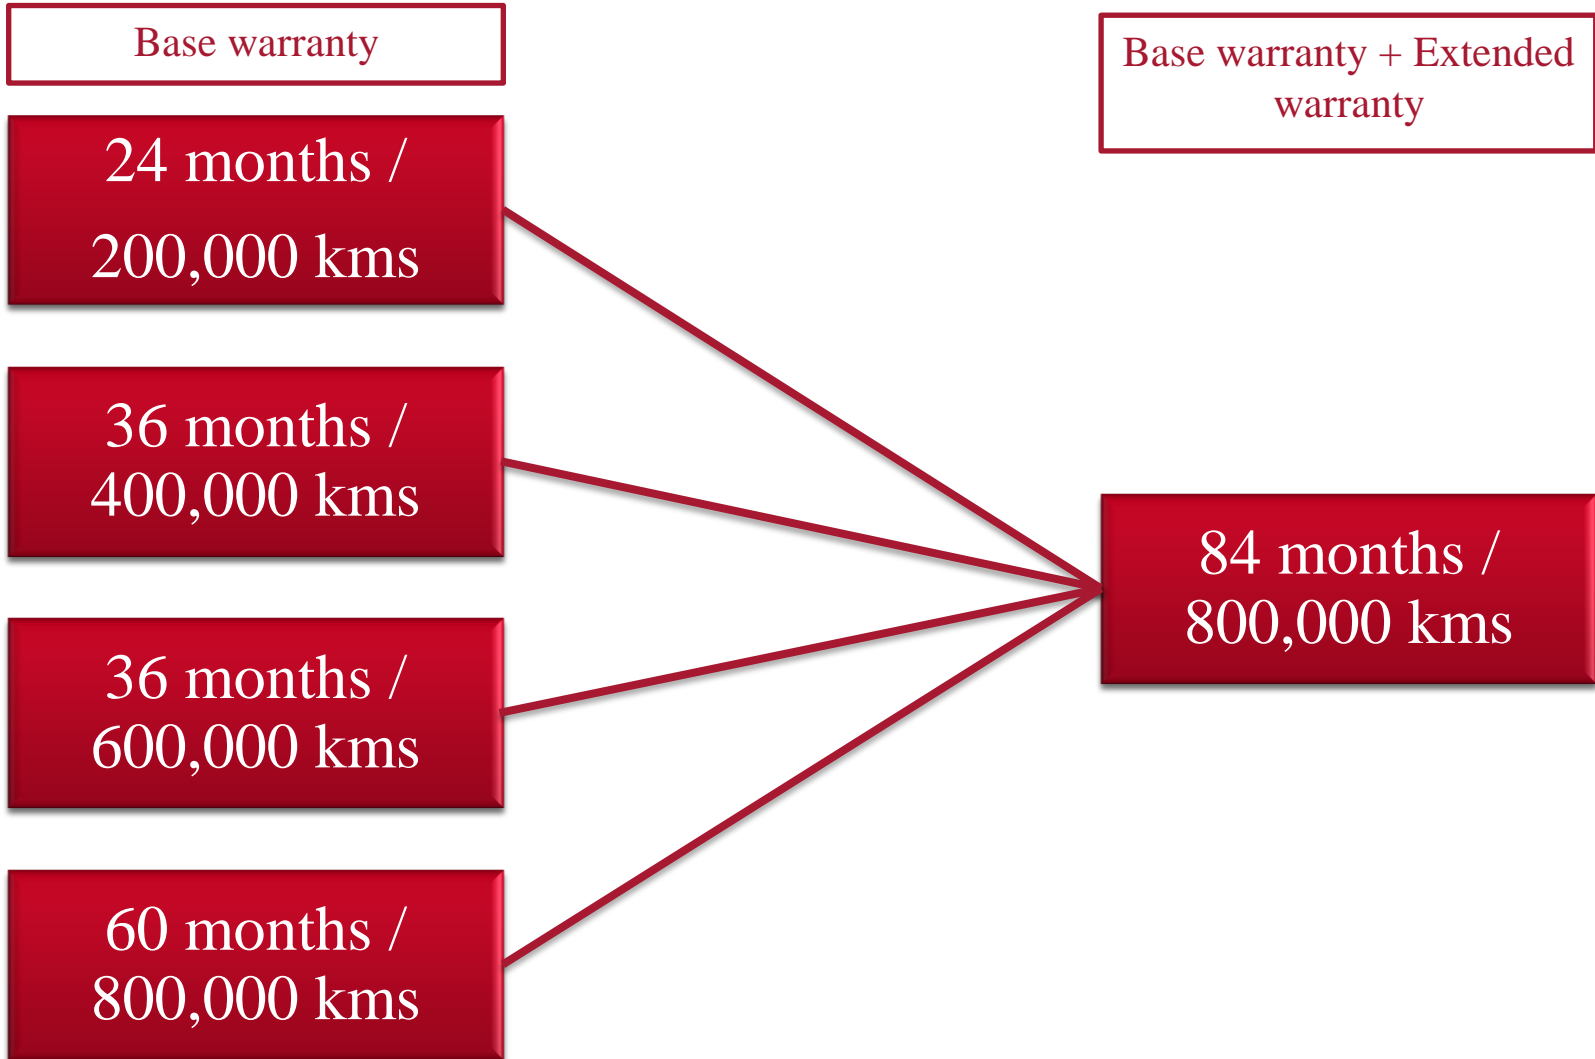 Base warranty
24 months /
200,000 kms
36 months /
400,000 kms
36 months /
600,000 kms
60 months /
800,000 kms
Base warranty + Extended
warranty
84 months /
800,000 kms